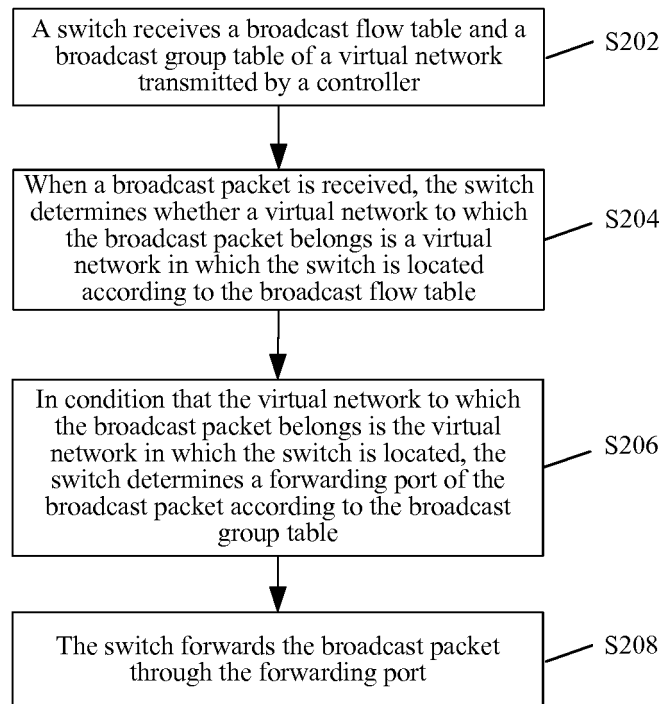 A switch receives a broadcast flow table and a
broadcast group table of a virtual network
transmitted by a controller
S202
When a broadcast packet is received, the switch
determines whether a virtual network to which
the broadcast packet belongs is a virtual
network in which the switch is located
according to the broadcast flow table
S204
In condition that the virtual network to which
the broadcast packet belongs is the virtual
network in which the switch is located, the
switch determines a forwarding port of the
broadcast packet according to the broadcast
group table
S206
The switch forwards the broadcast packet
through the forwarding port
S208